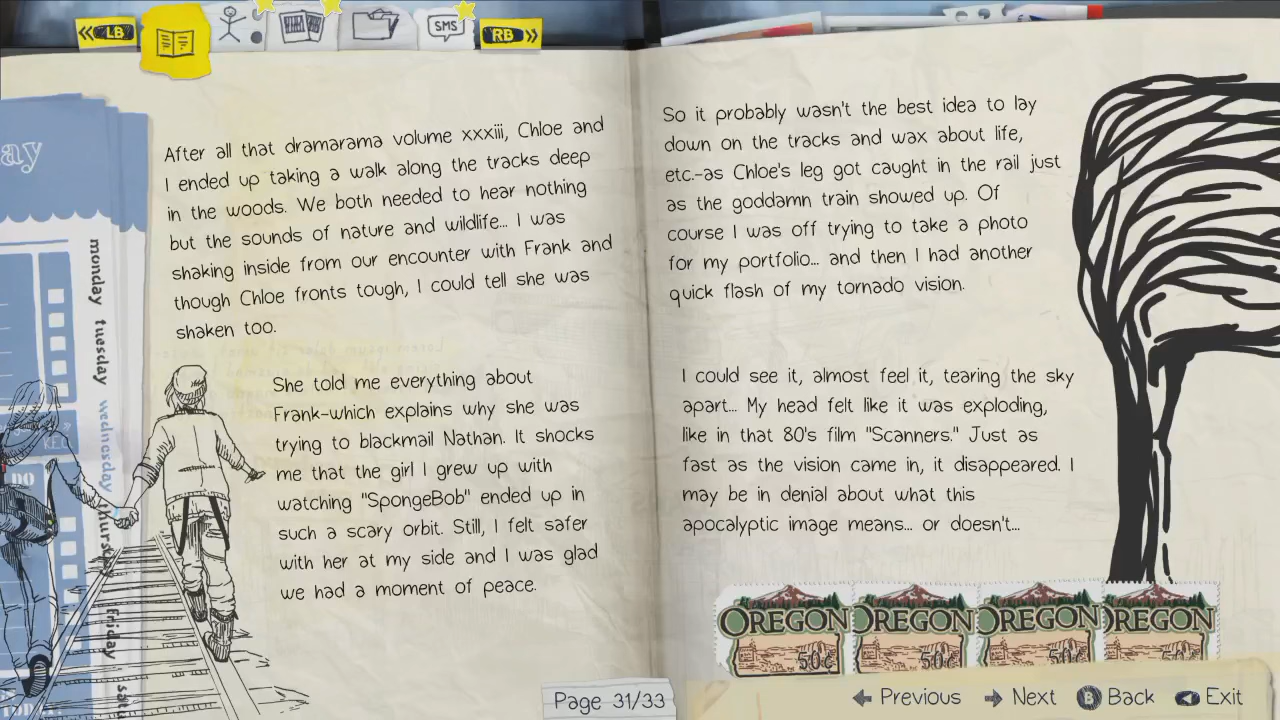 LB
SMS
RB
ay
monday tuesday wednesday thursday friday
After all that dramarama volume xxxiii, Chloe and
I ended up taking a walk along the tracks deep
in the woods. We both needed to hear nothing
but the sounds of nature and wildlife... I was
shaking inside from our encounter with Frank and
though Chloe fronts tough, I could tell she was
shaken too.
She told me everything about
Frank-which explains why she was
trying to blackmail Nathan. It shocks
me that the girl I grew up with
watching "SpongeBob" ended up in
such a scary orbit. Still, I felt safer
with her at my side and I was glad
we had a moment of peace.
So it probably wasn't the best idea to lay
down on the tracks and wax about life,
etc.-as Chloe's leg got caught in the rail just
as the goddamn train showed up. Of
course I was off trying to take a photo
for my portfolio... and then I had another
quick flash of my tornado vision.
I could see it, almost feel it, tearing the sky
apart... My head felt like it was exploding,
like in that 80s film "Scanners." Just as
fast as the vision came in, it disappeared. I
may be in denial about what this
apocalyptic image means... or doesn't...
OREGON OREGON OREGON OREGON
50¢ 50¢ 50¢ 50¢
Page 31/33
Previous Next B Back Exit